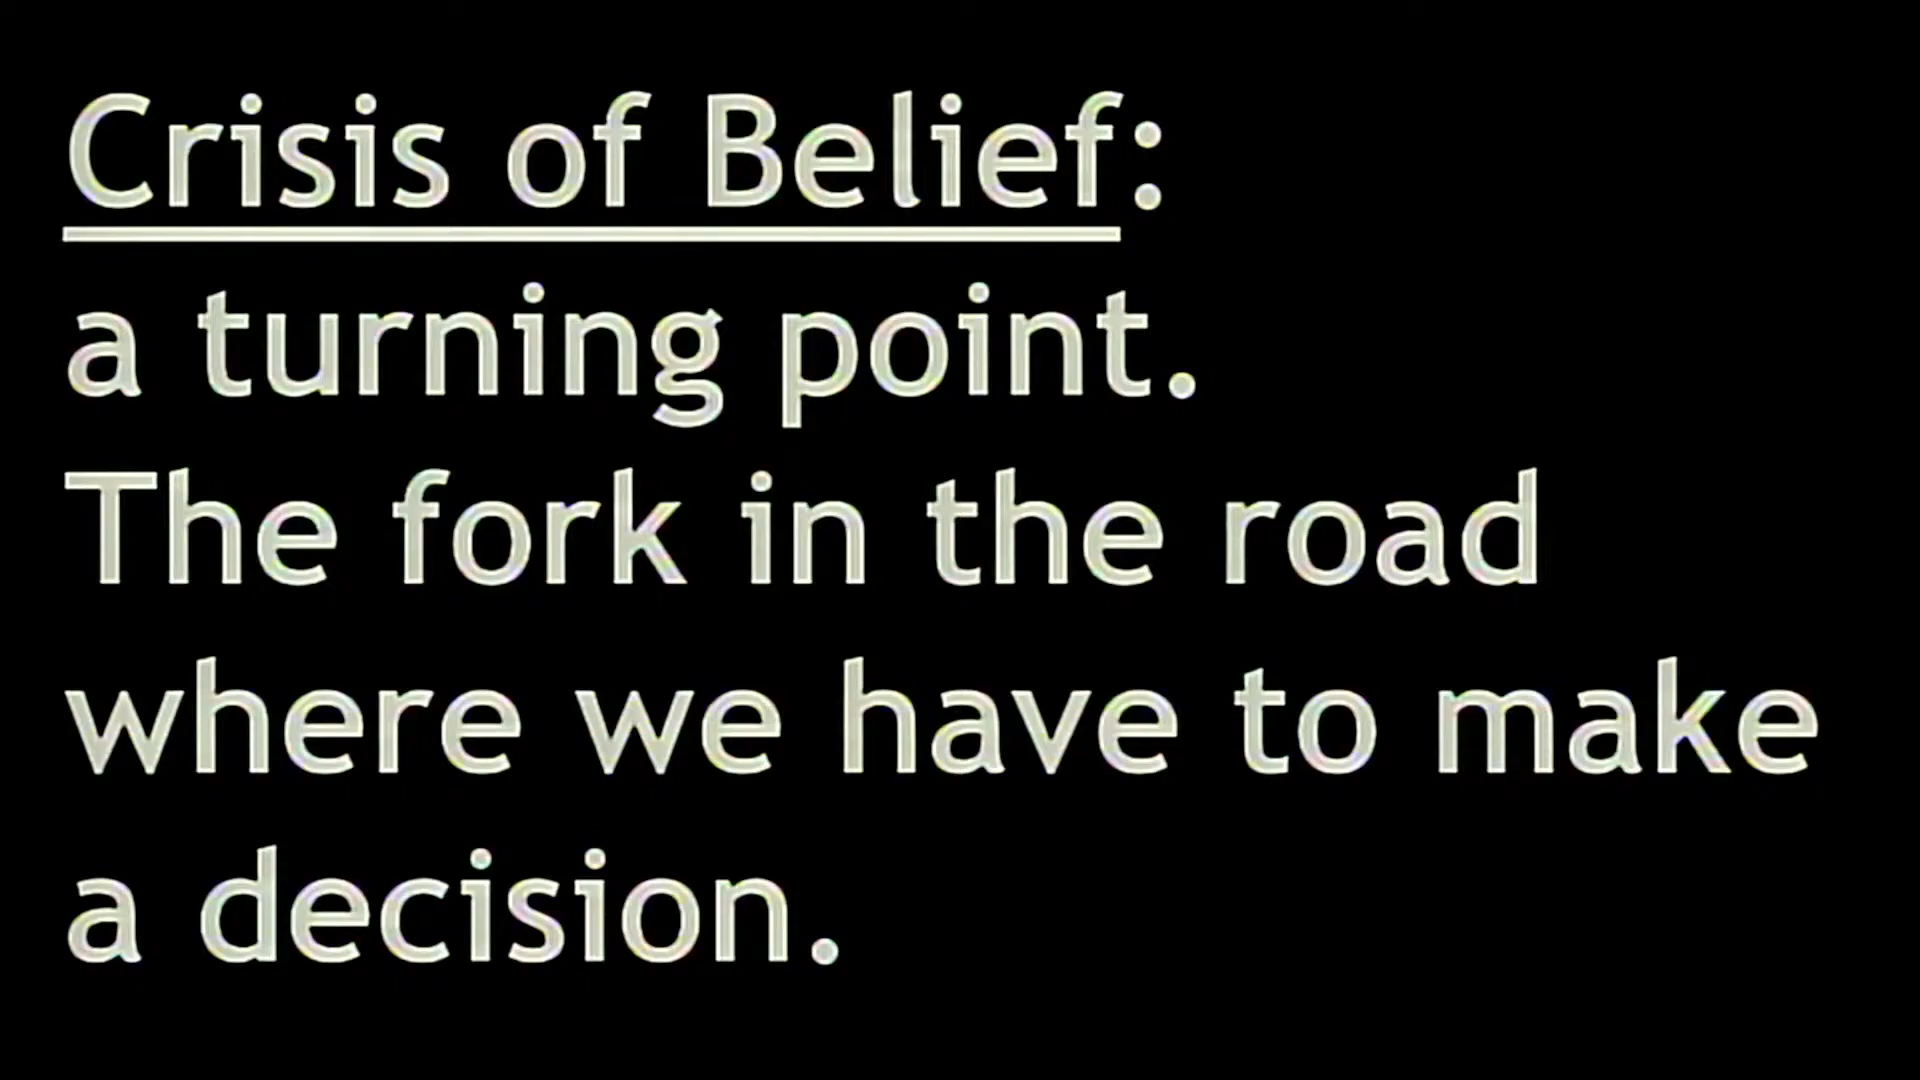 Crisis of Belief:
a turning point.
The fork in the road
where we have to make
a decision.